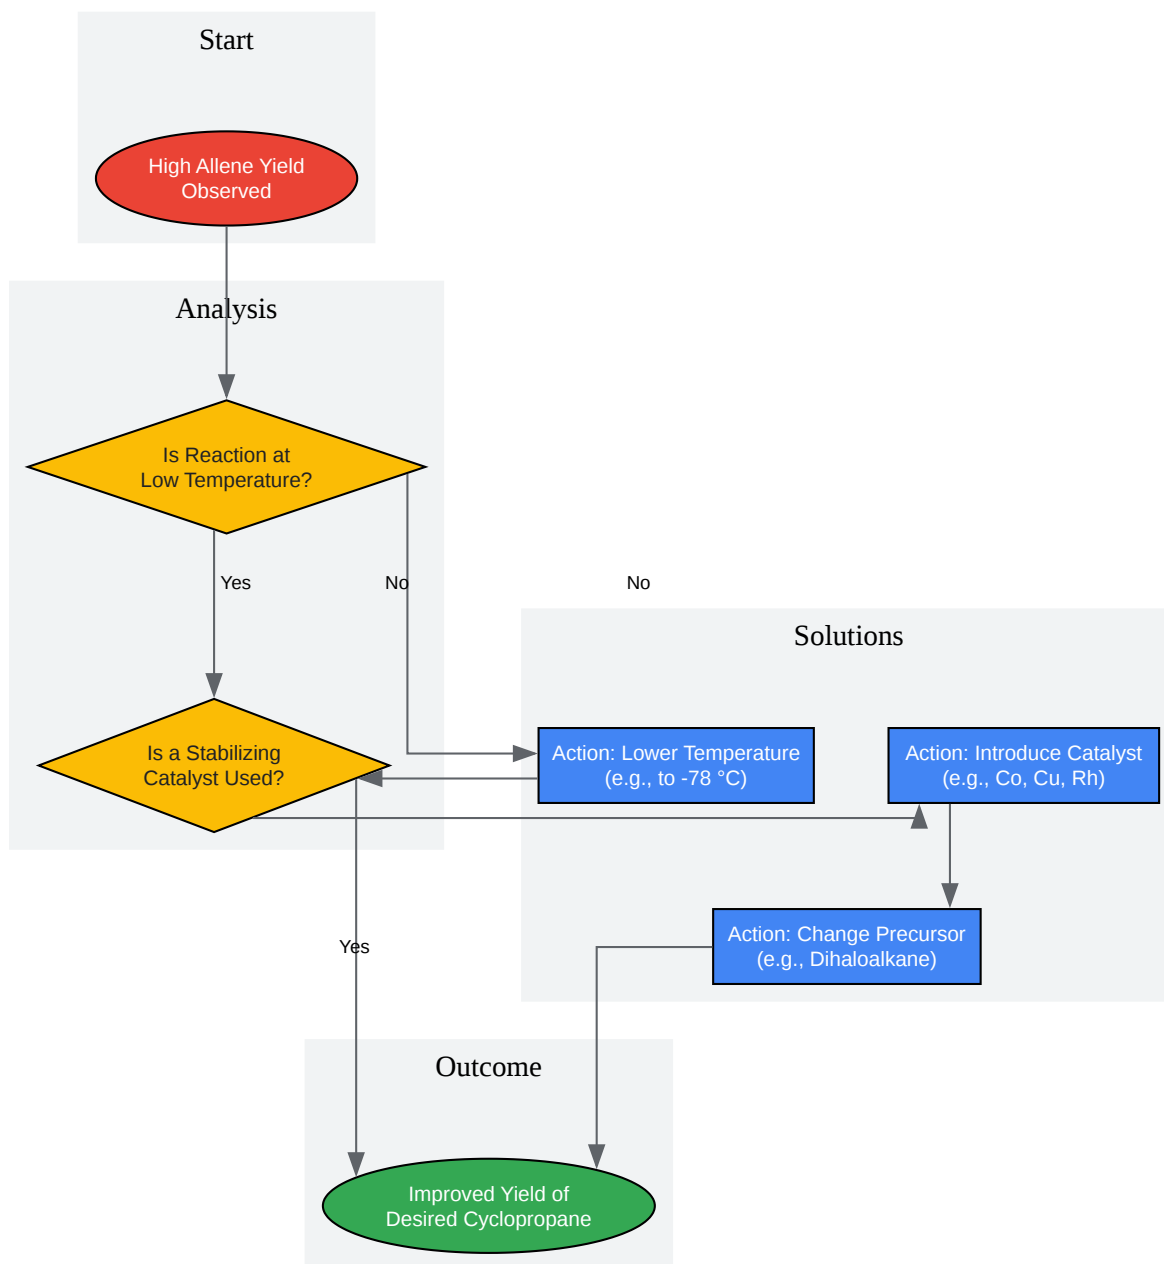 Start
High Allene Yield
Observed
Analysis
Is Reaction at
Low Temperature?
Yes
No
No
Solutions
Is a Stabilizing
Catalyst Used?
Action: Lower Temperature
(e.g., to -78 °C)
Action: Introduce Catalyst
(e.g., Co, Cu, Rh)
Yes
Action: Change Precursor
(e.g., Dihaloalkane)
Outcome
Improved Yield of
Desired Cyclopropane